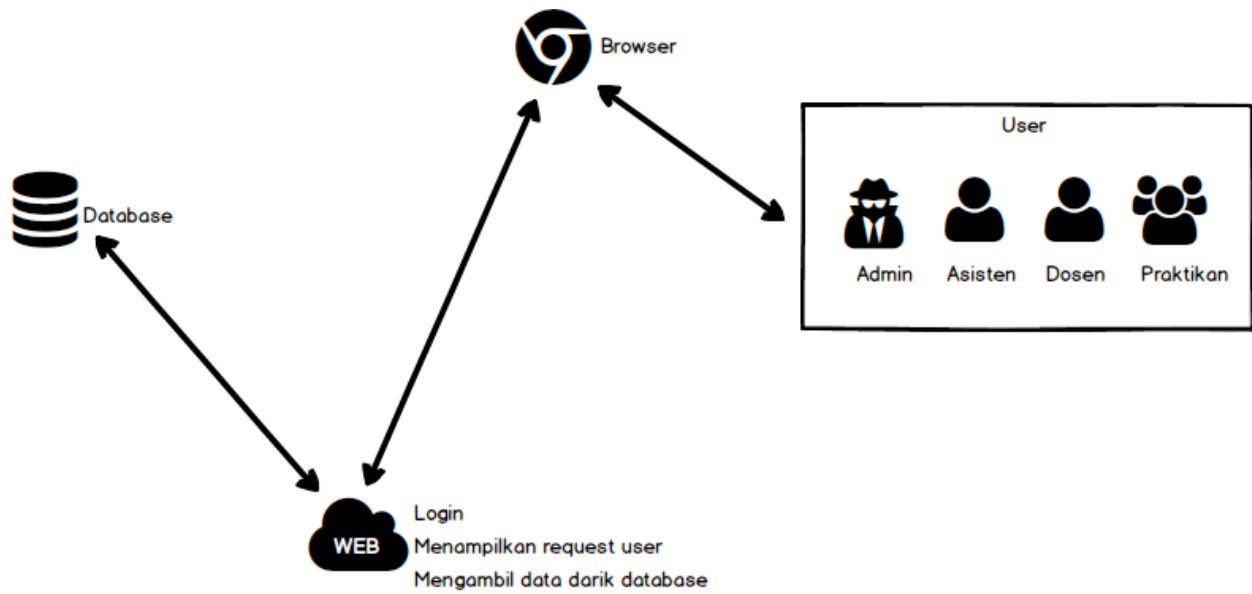 Browser
User
Database
Admin Asisten Dosen Praktikan
WEB
Login
Menampilkan request user
Mengambil data darik database